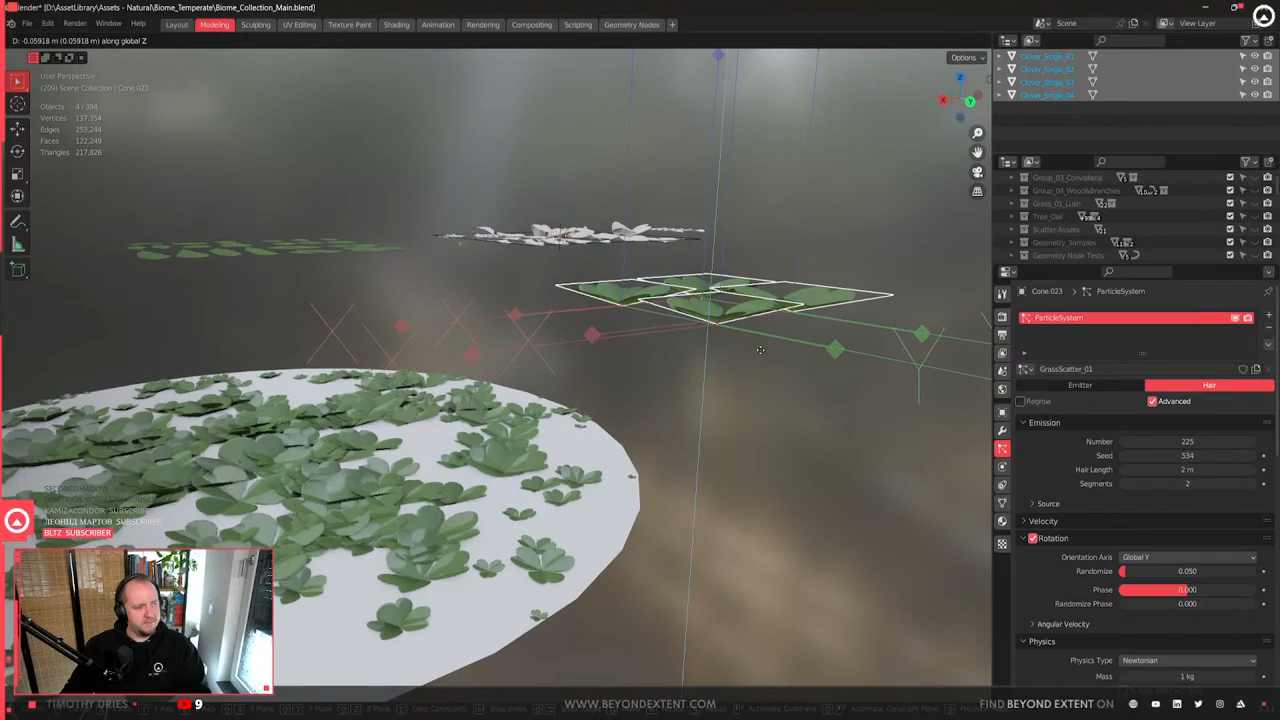 Blender* [D:\AssetLibrary\Assets - Natural\Biome_Temperate\Biome_Collection_Main.blend]
File Edit Render Window Help
Layout Modeling Sculpting UV Editing Texture Paint Shading Animation Rendering Compositing Scripting Geometry Nodes +
Scene
View Layer
D: -0.05918 m (0.05918 m) along global Z
Options
User Perspective
(209) Scene Collection | Cone.023
Objects 4 / 394
Vertices 137,354
Edges 253,244
Faces 122,249
Triangles 217,826
Z
X
Y
Clover_Single_01
Clover_Single_02
Clover_Single_03
Clover_Single_04
Group_03_Convallaria
Group_04_Wood&Branches
Grass_01_Lush
Tree_Oak
Scatter Assets
Geometry_Samples
Geometry Node Tests
Cone.023 > ParticleSystem
ParticleSystem
GrassScatter_01
Emitter Hair
Regrow Advanced
Emission
Number 225
Seed 534
Hair Length 2 m
Segments 2
Source
Velocity
Rotation
Orientation Axis Global Y
Randomize 0.050
Phase 0.000
Randomize Phase 0.000
Angular Velocity
Physics
Physics Type Newtonian
Mass 1 kg
SECONDSHADOW
KAMIZACONDOR SUBSCRIBER
ЛЕОНИД МАРТОВ SUBSCRIBER
BLTZ SUBSCRIBER
TIMOTHY DRIES
9
WWW.BEYONDEXTENT.COM
FIND BEYOND EXTENT ON